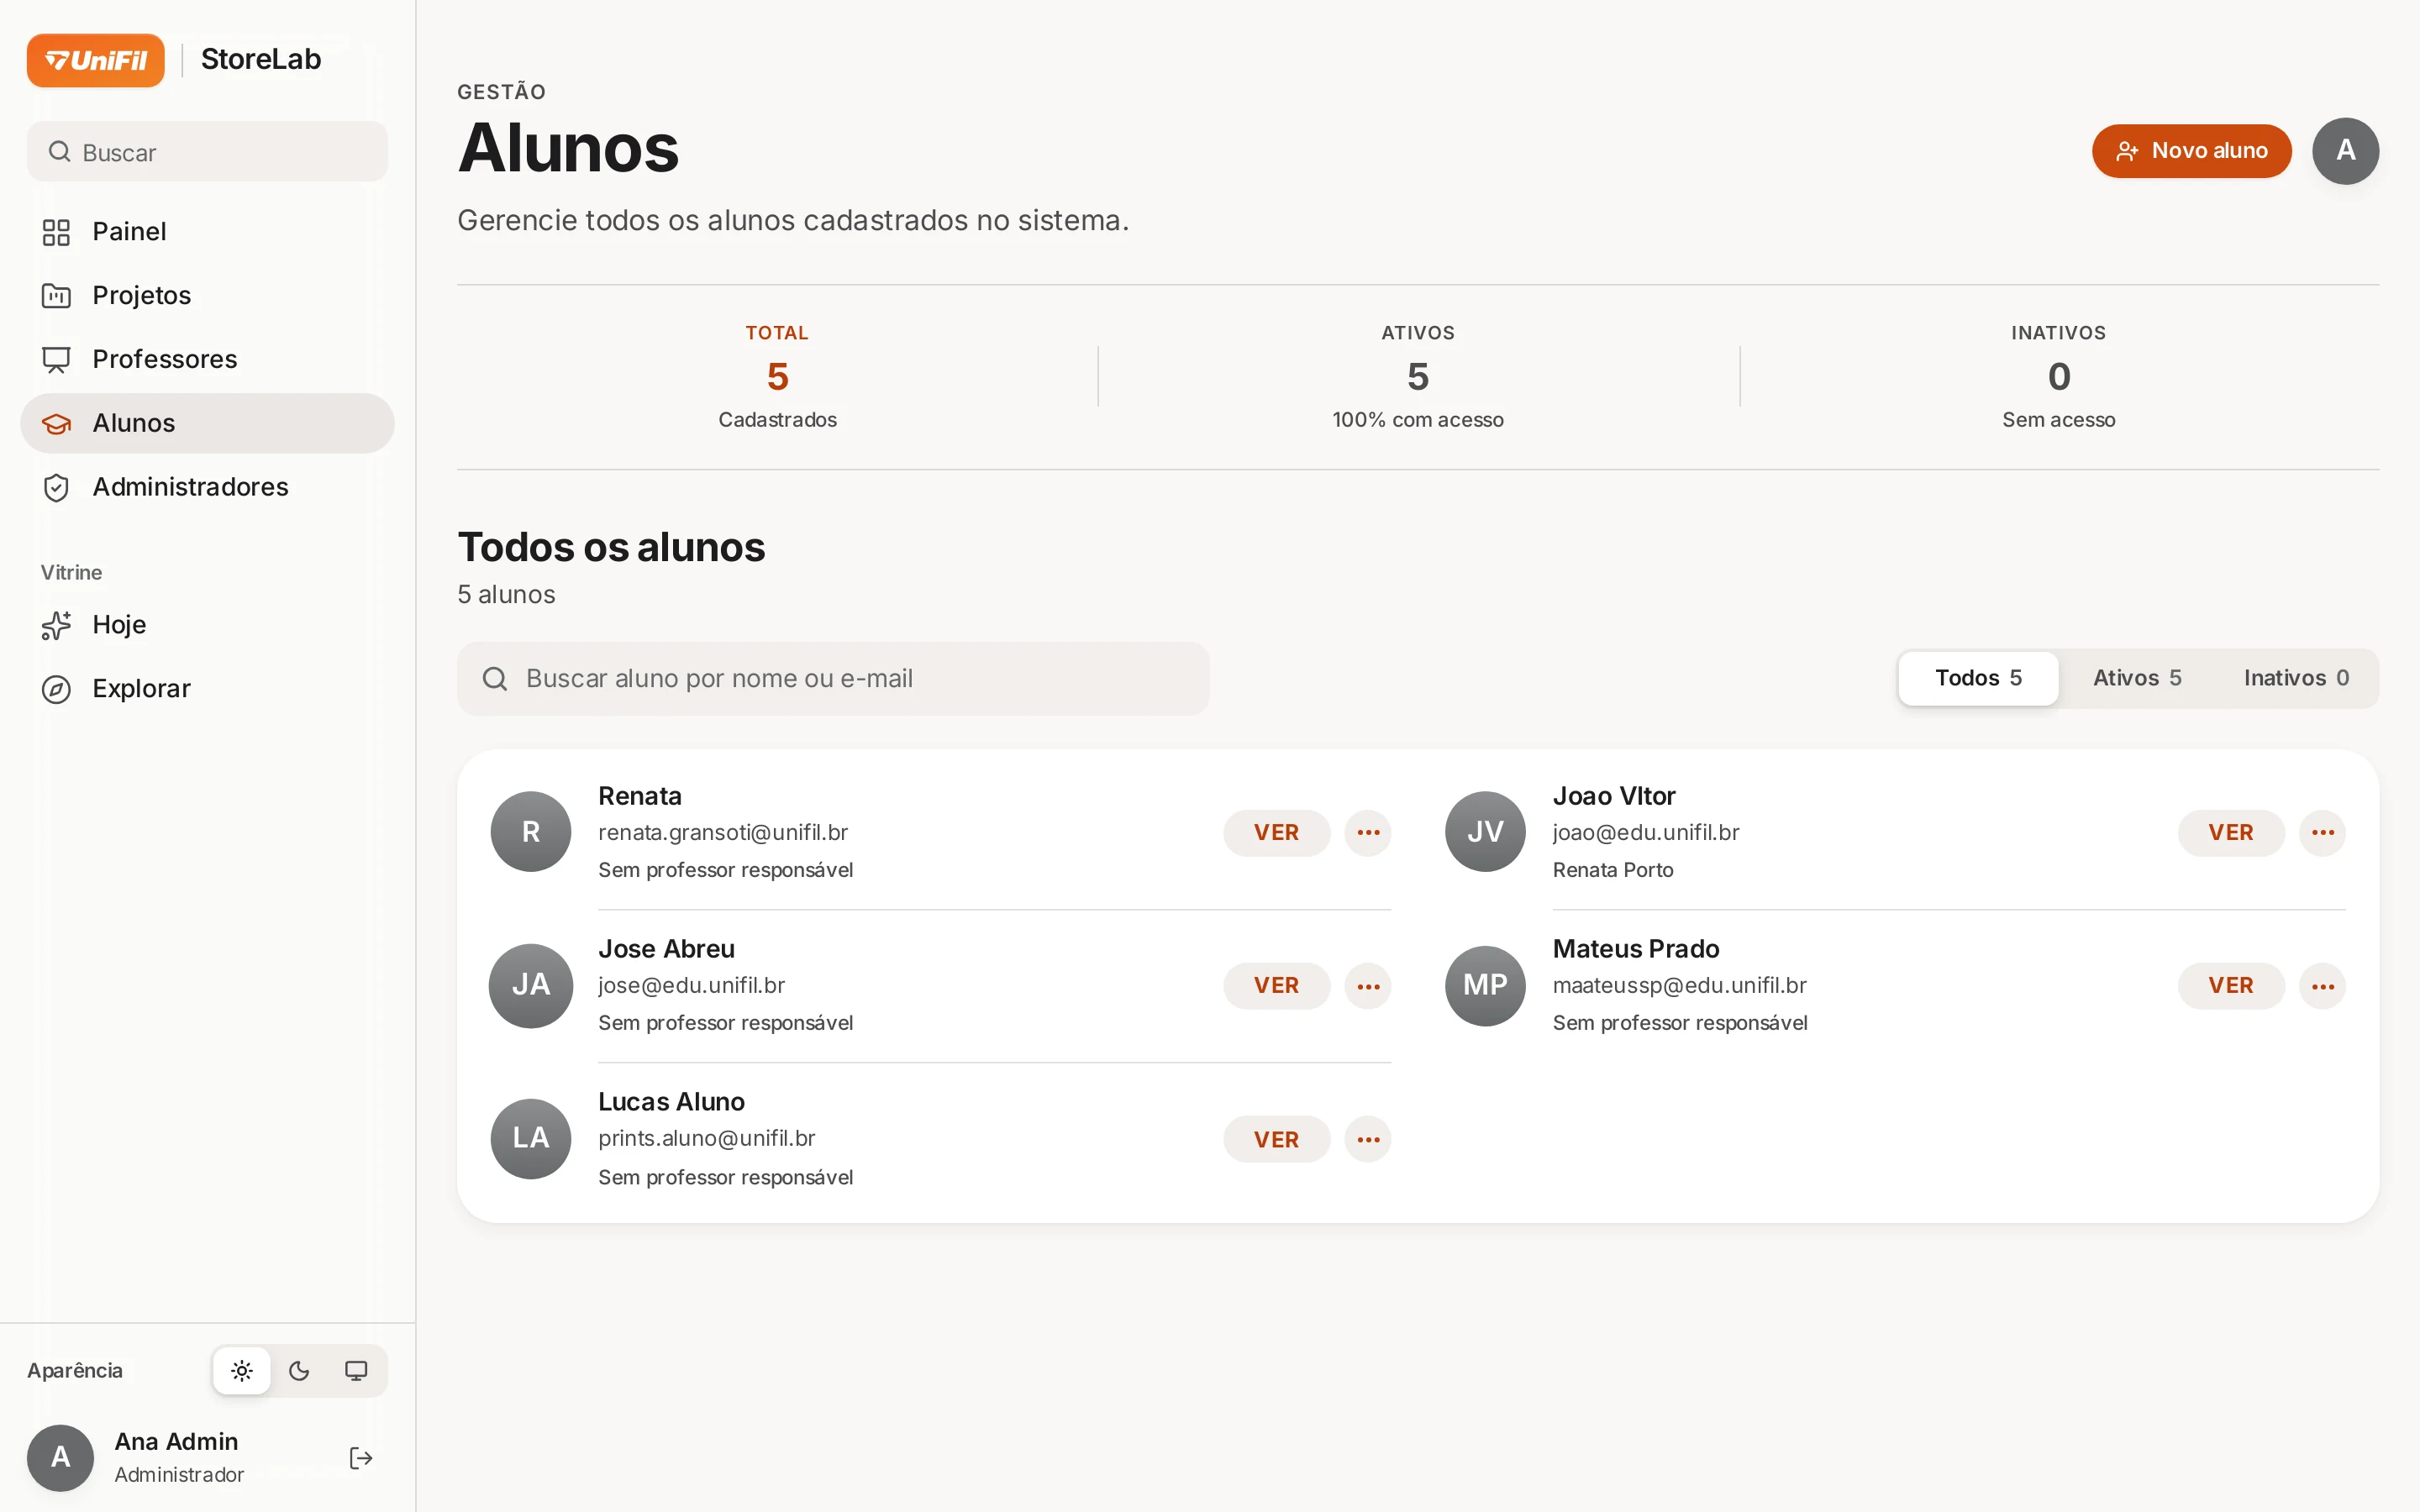 UniFil
StoreLab
Buscar
Painel
Projetos
Professores
Alunos
Administradores
Vitrine
Hoje
Explorar
Aparência
A
Ana Admin
Administrador
GESTÃO
Alunos
Gerencie todos os alunos cadastrados no sistema.
Novo aluno
A
TOTAL
5
Cadastrados
ATIVOS
5
100% com acesso
INATIVOS
0
Sem acesso
Todos os alunos
5 alunos
Buscar aluno por nome ou e-mail
Todos 5
Ativos 5
Inativos 0
R
Renata
renata.gransoti@unifil.br
Sem professor responsável
VER
JV
Joao VItor
joao@edu.unifil.br
Renata Porto
VER
JA
Jose Abreu
jose@edu.unifil.br
Sem professor responsável
VER
MP
Mateus Prado
maateussp@edu.unifil.br
Sem professor responsável
VER
LA
Lucas Aluno
prints.aluno@unifil.br
Sem professor responsável
VER